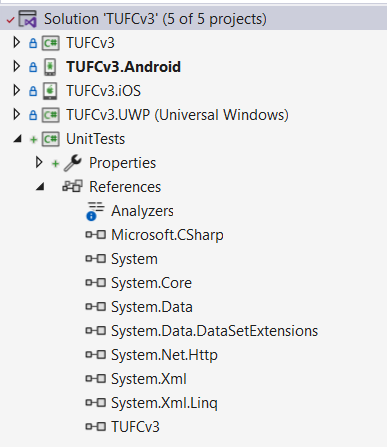 Solution 'TUFCv3' (5 of 5 projects)
C# TUFCv3
TUFCv3.Android
TUFCv3.iOS
C# TUFCv3.UWP (Universal Windows)
C# UnitTests
Properties
References
Analyzers
Microsoft.CSharp
System
System.Core
System.Data
System.Data.DataSetExtensions
System.Net.Http
System.Xml
System.Xml.Linq
TUFCv3